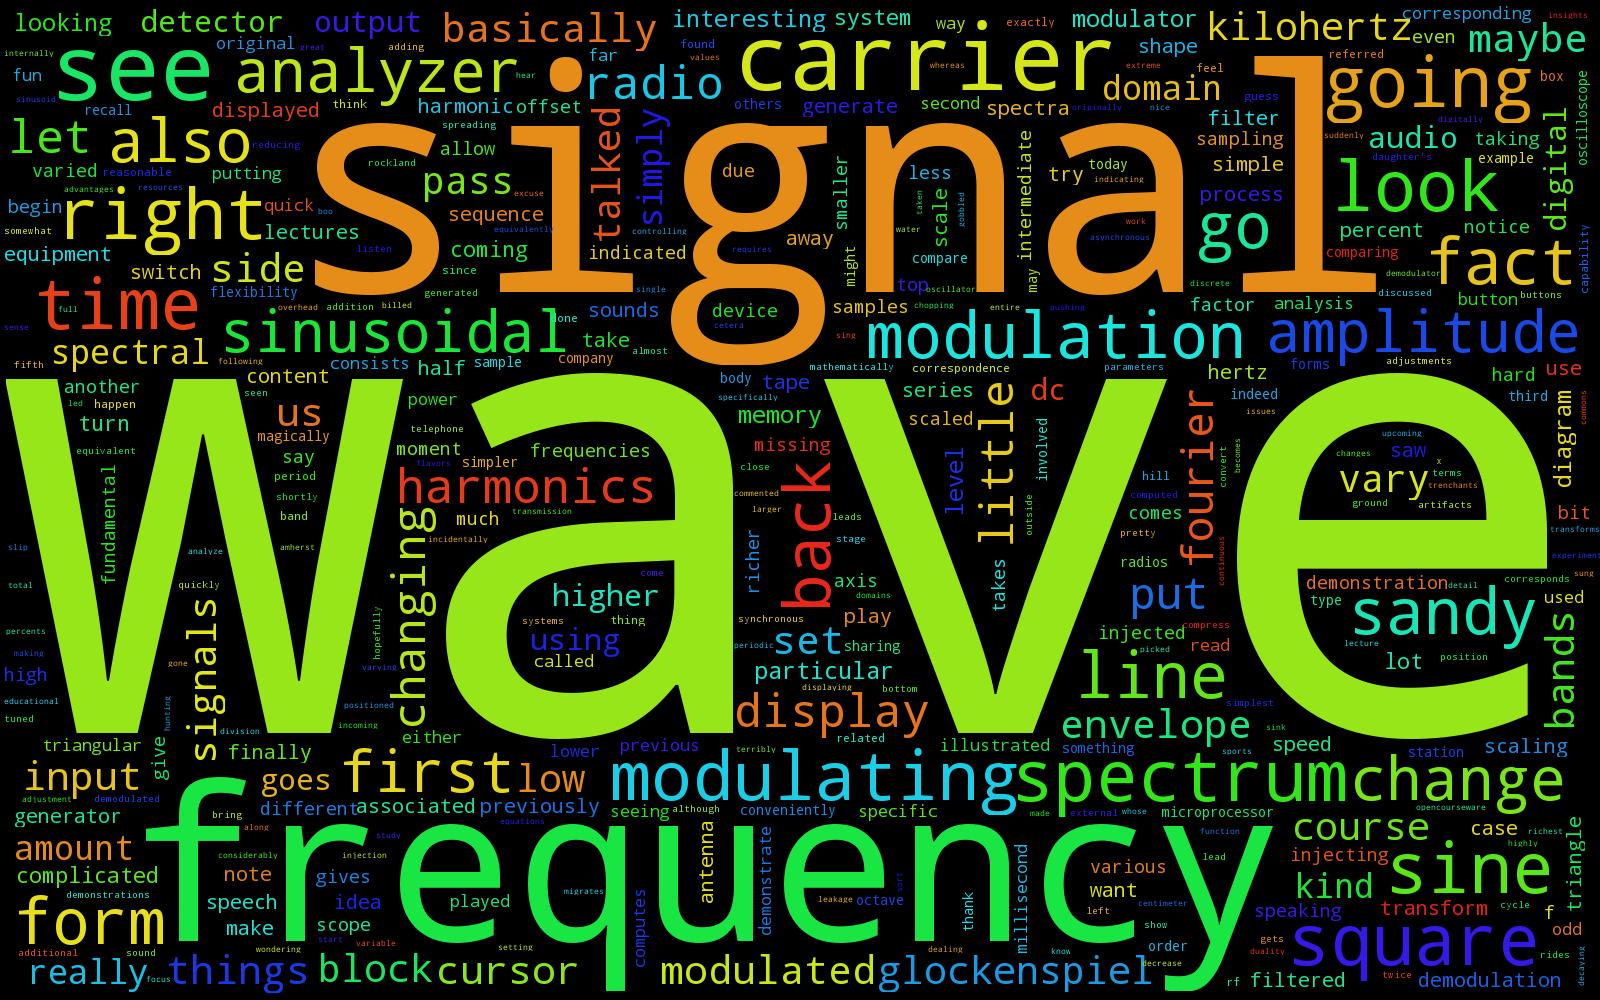 looking detector output basically interesting system way exactly modulator kilohertz corresponding insights
internally original great adding far found values carrier shape even referred maybe
fun see analyzer hear radio whereas extreme domain feel going box
sinusoid recall displayed think harmonic offset others generate second spectra originally nice guess
let also reducing spreading signal talked simply filter sampling suddenly audio taking digital oscilloscope
varied reasonable putting rockland allow due smaller less intermediate try today indicating simple daughter's example
advantages resources quick excuse pass scale taken gobbled process look
begin right boo sequence equivalently controlling away water work go percent notice
somewhat lectures listen requires might compare asynchronous fact comparing
equipment switch side coming indicated may top demodulator capability
sense full time flexibility since generated single device oscillator samples chopping entire pushing discrete factor discussed button buttons
overhead addition billed cetera sing analysis
sinusoidal done sounds take almost modulation amplitude
fifth spectral following consists half sample company mathematically correspondence parameters hertz forms adjustments
content body tape series dc indeed hard use
another led happen seen us power specifically memory scaled little third issues commons
turn magically telephone missing level involved upcoming saw diagram
equivalent say moment flavors simpler frequencies close fourier convert becomes changes x terms
period harmonics back hill vary trenchants
fundamental shortly much transmission commented larger computed comes ground artifacts bit
band wave incidentally leads stage outside pretty transforms
slip analyze amherst richer takes radios continuous experiment
total quickly changing higher come axis domains put demonstration detail corresponds sung
signals hopefully systems thing play type sandy used
percents using synchronous set sharing injected compress read lecture
making gone varying called periodic particular picked lot position bands
high line
educational positioned displaying bottom simplest
tuned hunting division incoming display envelope sink
triangular give finally either lower previous related illustrated something sports speed station scaling
input goes first low terribly modulating spectrum change
adjustment demodulated different associated previously seeing although conveniently specific made external whose microprocessor opencourseware
generator bring along study equations frequency function course case richest
amount considerably injection antenna demonstrate millisecond various lead injecting highly triangle
complicated note gives migrates want kind sine
demonstrations speech idea played computes leakage octave sort thank left centimeter speaking transform cycle f
form make scope show square odd
additional sound wondering start variable setting dealing know order decrease gets duality
really focus things block cursor modulated glockenspiel rf filtered twice demodulation rides decaying